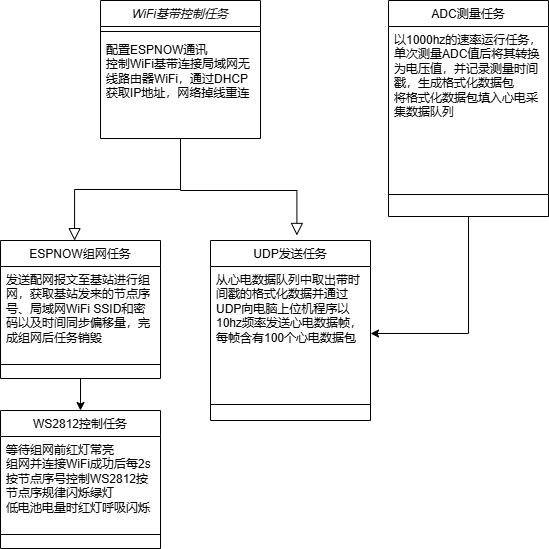 WiFi基带控制任务
配置ESPNOW通讯
控制WiFi基带连接局域网无
线路由器WiFi，通过DHCP
获取IP地址，网络掉线重连
ADC测量任务
以1000hz的速率运行任务，
单次测量ADC值后将其转换
为电压值，并记录测量时间
戳，生成格式化数据包
将格式化数据包填入心电采
集数据队列
ESPNOW组网任务
发送配网报文至基站进行组
网，获取基站发来的节点序
号、局域网WiFi SSID和密
码以及时间同步偏移量，完
成组网后任务销毁
UDP发送任务
从心电数据队列中取出带时
间戳的格式化数据并通过
UDP向电脑上位机程序以
10hz频率发送心电数据帧，
每帧含有100个心电数据包
WS2812控制任务
等待组网前红灯常亮
组网并连接WiFi成功后每2s
按节点序号控制WS2812按
节点序规律闪烁绿灯
低电池电量时红灯呼吸闪烁